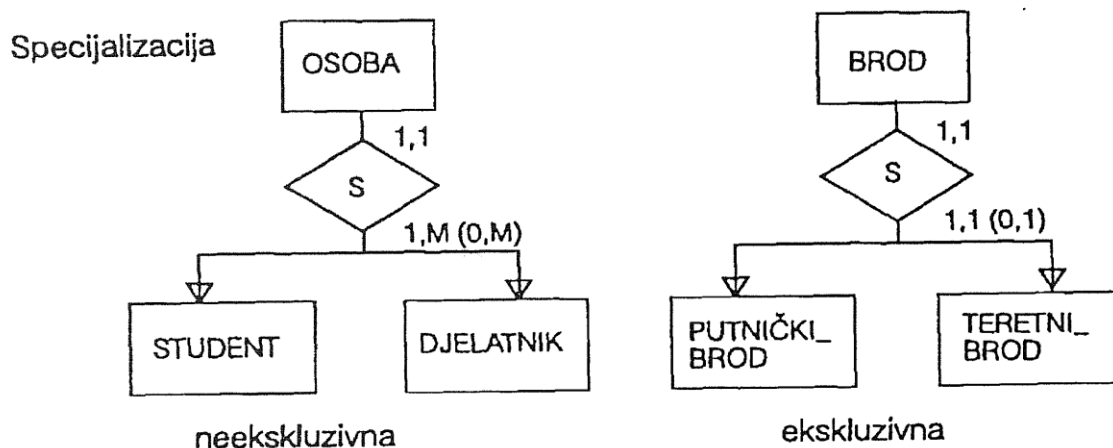 Specijalizacija
OSOBA
1,1
S
1,M (0,M)
STUDENT
DJELATNIK
neekskluzivna
BROD
1,1
S
1,1 (0,1)
PUTNIČKI_
BROD
TERETNI_
BROD
ekskluzivna